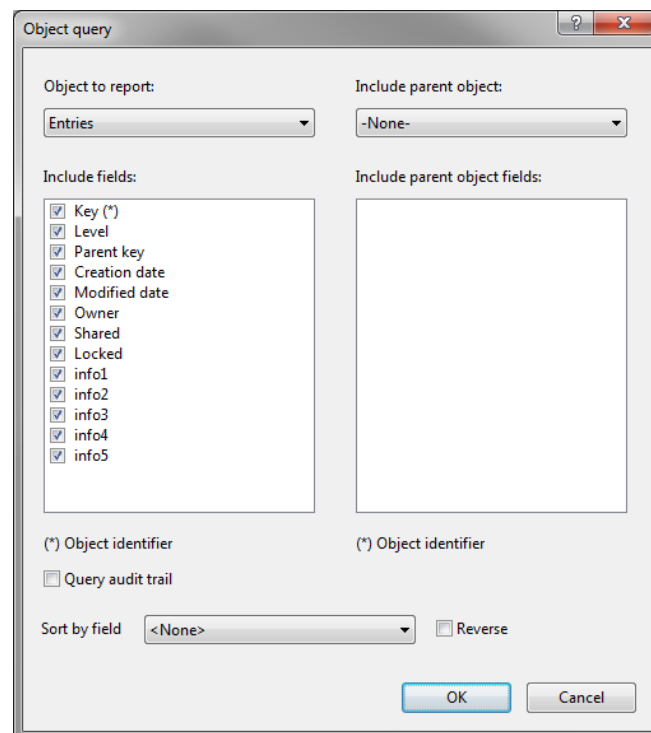 Object query
?
Object to report:
Include parent object:
Entries
-None-
Include fields:
Include parent object fields:
Key (*)
Level
Parent key
Creation date
Modified date
Owner
Shared
Locked
info1
info2
info3
info4
info5
(*) Object identifier
(*) Object identifier
Query audit trail
Sort by field
<None>
Reverse
OK
Cancel